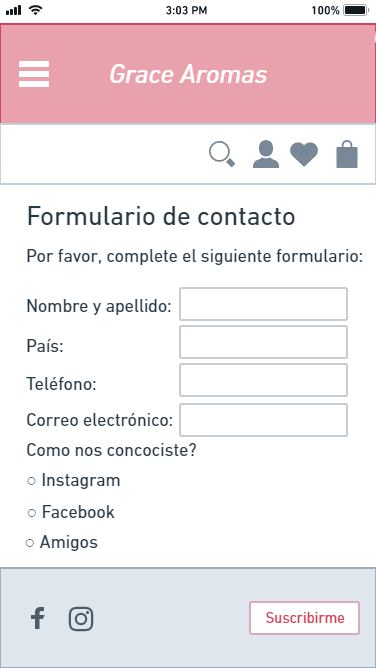 3:03 PM
100%
Grace Aromas
Formulario de contacto
Por favor, complete el siguiente formulario:
Nombre y apellido:
País:
Teléfono:
Correo electrónico:
Como nos concociste?
Instagram
Facebook
Amigos
Suscribirme